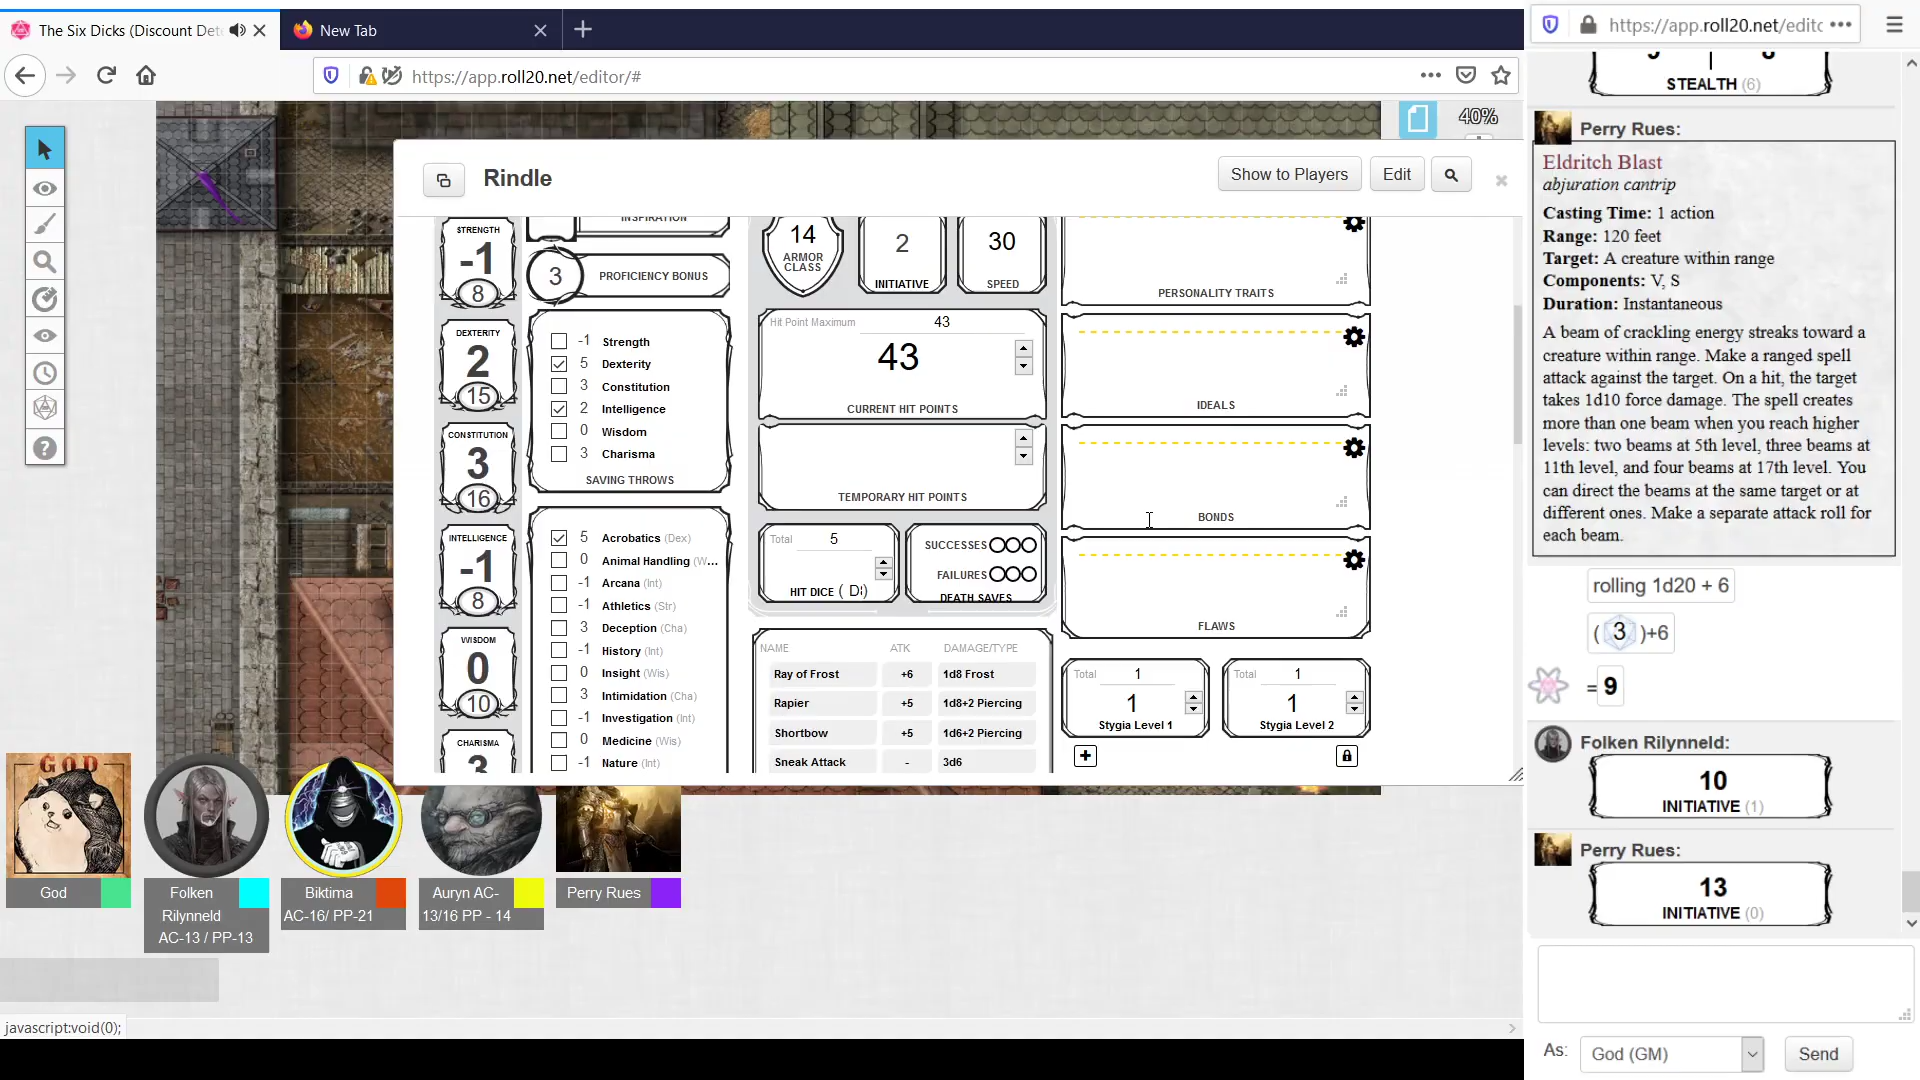 The Six Dicks (Discount Det
New Tab
https://app.roll20.net/editor/#
https://app.roll20.net/editc
40%
Rindle
Show to Players
Edit
STRENGTH
-1
8
DEXTERITY
2
15
CONSTITUTION
3
16
INTELLIGENCE
-1
8
WISDOM
0
10
CHARISMA
3
INSPIRATION
3
PROFICIENCY BONUS
-1 Strength
5 Dexterity
3 Constitution
2 Intelligence
0 Wisdom
3 Charisma
SAVING THROWS
5 Acrobatics (Dex)
0 Animal Handling (W...
-1 Arcana (Int)
-1 Athletics (Str)
3 Deception (Cha)
-1 History (Int)
0 Insight (Wis)
3 Intimidation (Cha)
-1 Investigation (Int)
0 Medicine (Wis)
-1 Nature (Int)
14
ARMOR
CLASS
2
INITIATIVE
30
SPEED
Hit Point Maximum 43
43
CURRENT HIT POINTS
TEMPORARY HIT POINTS
Total 5
HIT DICE ( D8)
SUCCESSES
FAILURES
DEATH SAVES
NAME ATK DAMAGE/TYPE
Ray of Frost +6 1d8 Frost
Rapier +5 1d8+2 Piercing
Shortbow +5 1d6+2 Piercing
Sneak Attack - 3d6
PERSONALITY TRAITS
IDEALS
BONDS
FLAWS
Total 1
1
Stygia Level 1
Total 1
1
Stygia Level 2
GOD
God
Folken
Rilynneld
AC-13 / PP-13
Biktima
AC-16/ PP-21
Auryn AC-
13/16 PP - 14
Perry Rues
javascript:void(0);
STEALTH (6)
Perry Rues:
Eldritch Blast
abjuration cantrip
Casting Time: 1 action
Range: 120 feet
Target: A creature within range
Components: V, S
Duration: Instantaneous
A beam of crackling energy streaks toward a
creature within range. Make a ranged spell
attack against the target. On a hit, the target
takes 1d10 force damage. The spell creates
more than one beam when you reach higher
levels: two beams at 5th level, three beams at
11th level, and four beams at 17th level. You
can direct the beams at the same target or at
different ones. Make a separate attack roll for
each beam.
rolling 1d20 + 6
(3)+6
=9
Folken Rilynneld:
10
INITIATIVE (1)
Perry Rues:
13
INITIATIVE (0)
As: God (GM)
Send